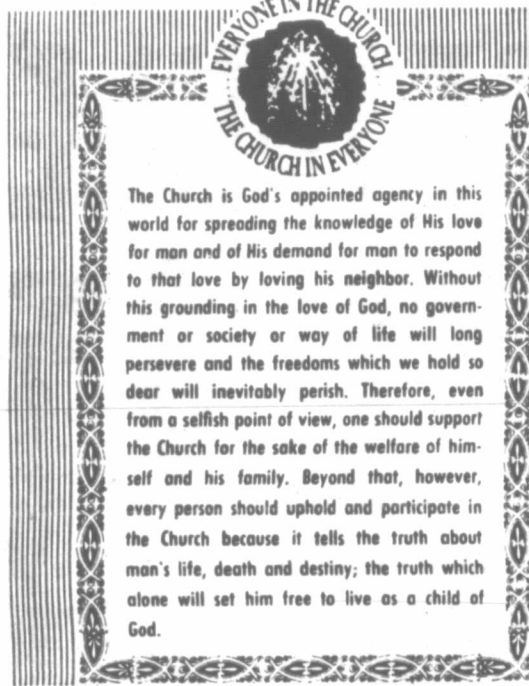 EVERYONE IN THE CHURCH
THE CHURCH IN EVERYONE
The Church is God's appointed agency in this
world for spreading the knowledge of His love
for man and of His demand for man to respond
to that love by loving his neighbor. Without
this grounding in the love of God, no govern-
ment or society or way of life will long
persevere and the freedoms which we hold so
dear will inevitably perish. Therefore, even
from a selfish point of view, one should support
the Church for the sake of the welfare of him-
self and his family. Beyond that, however,
every person should uphold and participate in
the Church because it tells the truth about
man's life, death and destiny; the truth which
alone will set him free to live as a child of
God.